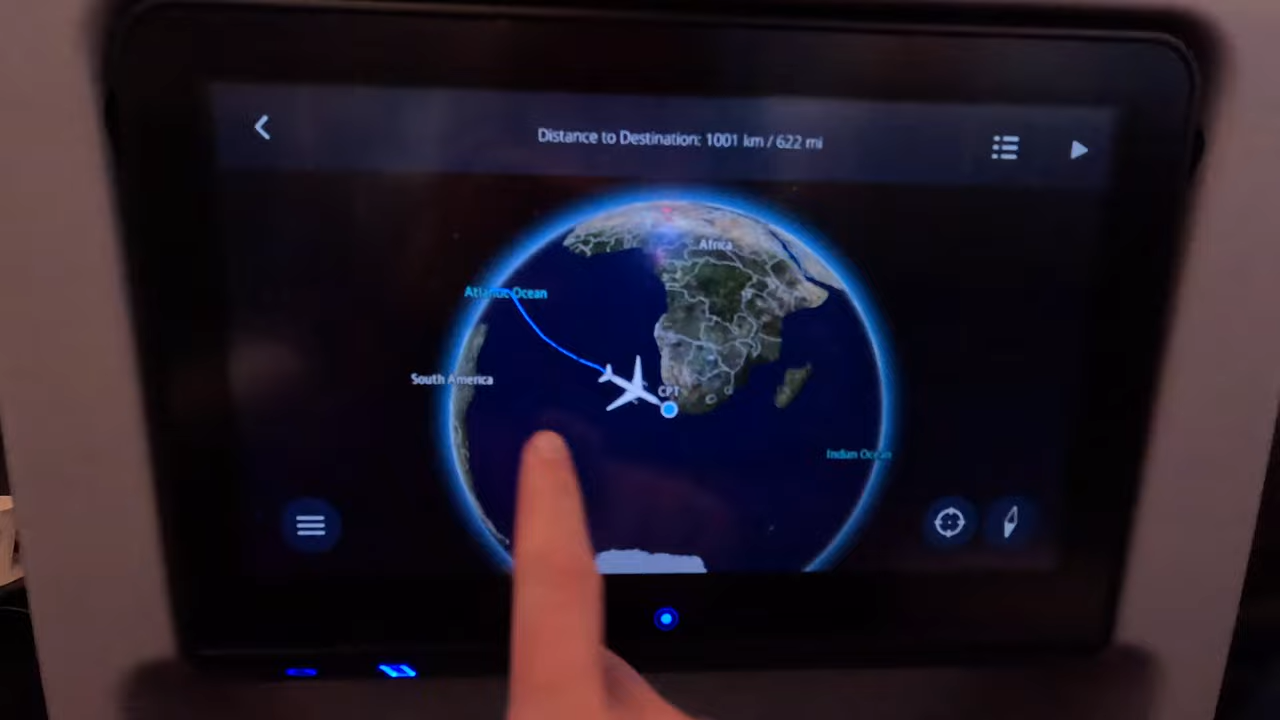 Distance to Destination: 1001 km / 622 mi
Africa
Atlantic Ocean
South America
CPT
Indian Ocean